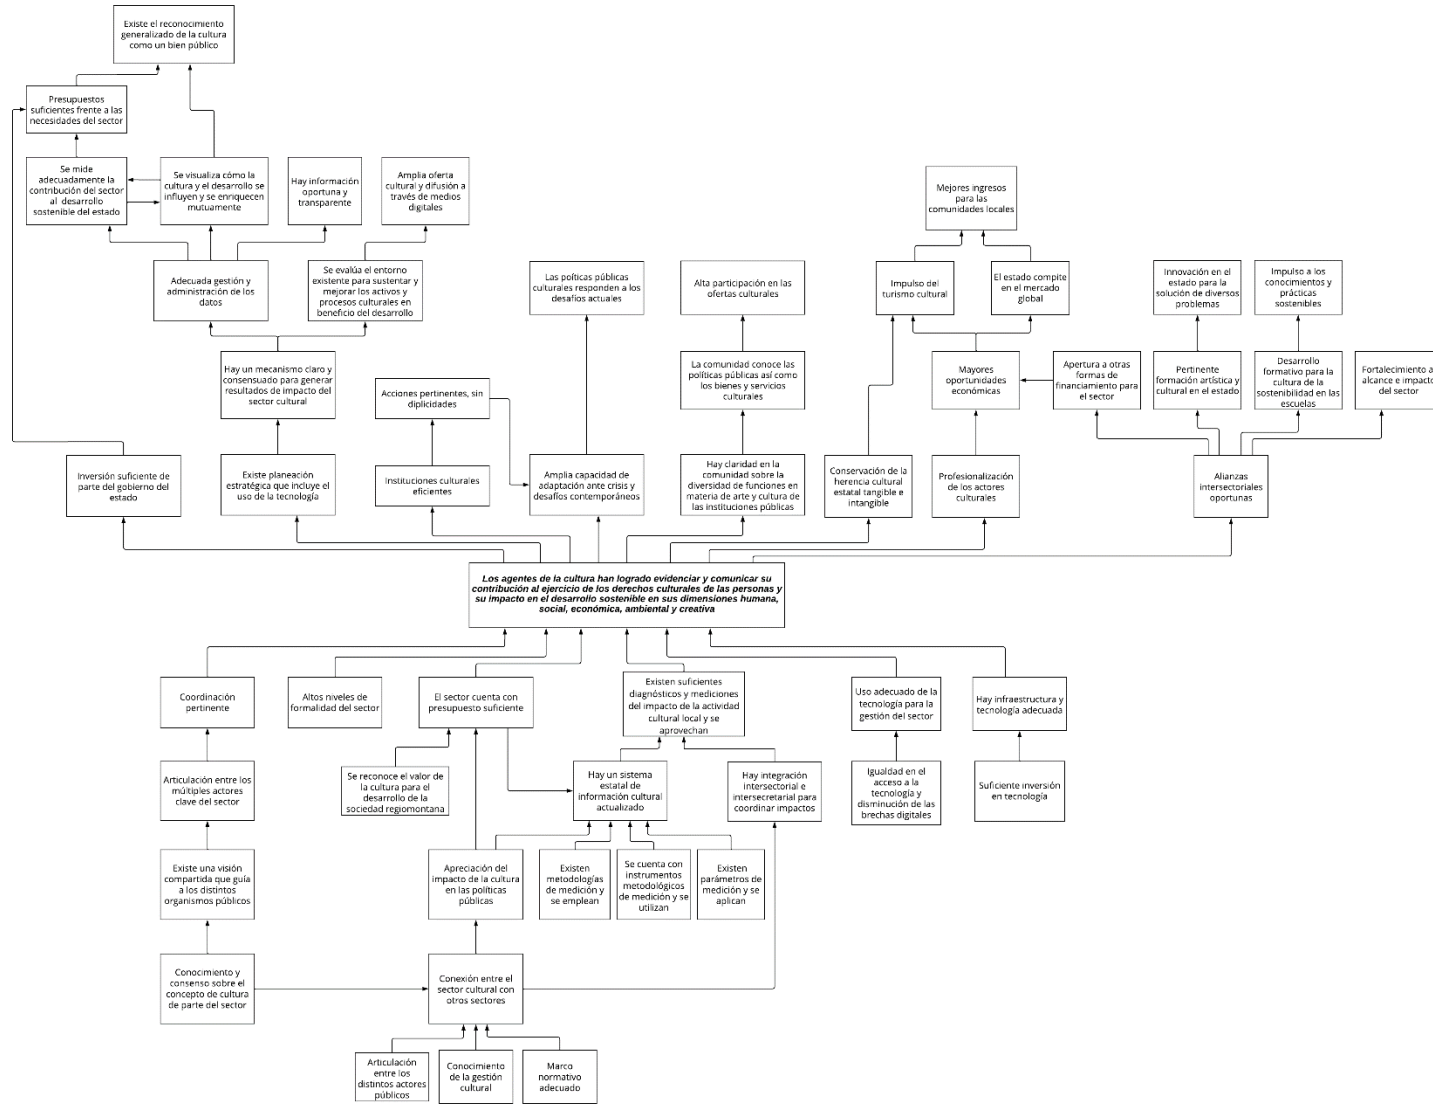 Existe el reconocimiento
generalizado de la cultura
como un bien público
Presupuestos
suficientes frente a las
necesidades del sector
Se mide
adecuadamente la
contribución del sector
al desarrollo
sostenible del estado
Se visualiza cómo la
cultura y el desarrollo se
influyen y se enriquecen
mutuamente
Hay información
oportuna y
transparente
Amplia oferta
cultural y difusión a
través de medios
digitales
Mejores ingresos
para las
comunidades locales
Adecuada gestión y
administración de los
datos
Se evalúa el entorno
existente para sustentar y
mejorar los activos y
procesos culturales en
beneficio del desarrollo
Las poíticas públicas
culturales responden a los
desafíos actuales
Alta participación en las
ofertas culturales
Impulso del
turismo cultural
El estado compite
en el mercado
global
Innovación en el
estado para la
solución de diversos
problemas
Impulso a los
conocimientos y
prácticas
sostenibles
Hay un mecanismo claro y
consensuado para generar
resultados de impacto del
sector cultural
Acciones pertinentes, sin
diplicidades
La comunidad conoce las
políticas públicas así como
los bienes y servicios
culturales
Mayores
oportunidades
económicas
Apertura a otras
formas de
financiamiento para
el sector
Pertinente
formación artística y
cultural en el estado
Desarrollo
formativo para la
cultura de la
sostenibilidad en las
escuelas
Fortalecimiento al
alcance e impacto
del sector
Inversión suficiente de
parte del gobierno del
estado
Existe planeación
estratégica que incluye el
uso de la tecnología
Instituciones culturales
eficientes
Amplia capacidad de
adaptación ante crisis y
desafíos contemporáneos
Hay claridad en la
comunidad sobre la
diversidad de funciones en
materia de arte y cultura de
las instituciones públicas
Conservación de la
herencia cultural
estatal tangible e
intangible
Profesionalización
de los actores
culturales
Alianzas
intersectoriales
oportunas
Los agentes de la cultura han logrado evidenciar y comunicar su
contribución al ejercicio de los derechos culturales de las personas y
su impacto en el desarrollo sostenible en sus dimensiones humana,
social, económica, ambiental y creativa
Coordinación
pertinente
Altos niveles de
formalidad del sector
El sector cuenta con
presupuesto suficiente
Existen suficientes
diagnósticos y mediciones
del impacto de la actividad
cultural local y se
aprovechan
Uso adecuado de la
tecnología para la
gestión del sector
Hay infraestructura y
tecnología adecuada
Articulación entre los
múltiples actores
clave del sector
Se reconoce el valor de
la cultura para el
desarrollo de la
sociedad regiomontana
Hay un sistema
estatal de
información cultural
actualizado
Hay integración
intersectorial e
intersecretarial para
coordinar impactos
Igualdad en el
acceso a la
tecnología y
disminución de las
brechas digitales
Suficiente inversión
en tecnología
Existe una visión
compartida que guía
a los distintos
organismos públicos
Apreciación del
impacto de la cultura
en las políticas
públicas
Existen
metodologías
de medición y
se emplean
Se cuenta con
instrumentos
metodológicos
de medición y se
utilizan
Existen
parámetros de
medición y se
aplican
Conocimiento y
consenso sobre el
concepto de cultura
de parte del sector
Conexión entre el
sector cultural con
otros sectores
Articulación
entre los
distintos actores
públicos
Conocimiento
de la gestión
cultural
Marco
normativo
adecuado